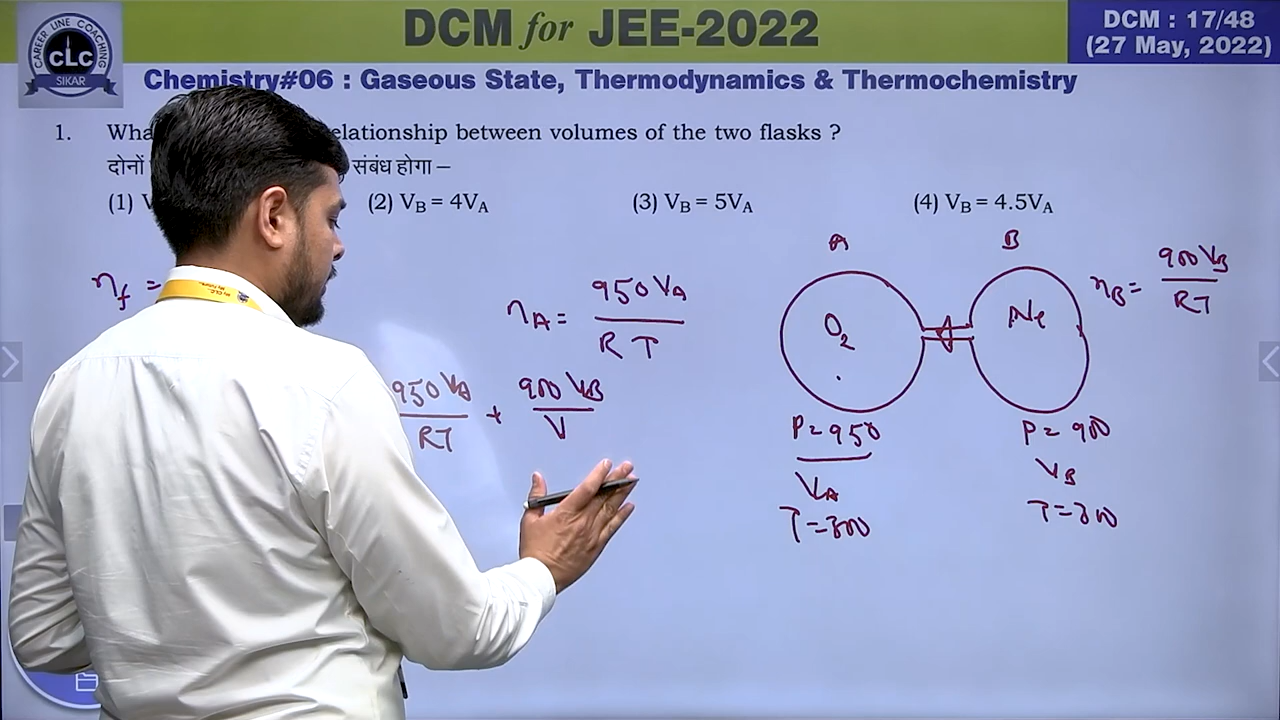 DCM for JEE-2022
DCM : 17/48
(27 May, 2022)
CAREER LINE COACHING
CLC
SIKAR
Chemistry#06 : Gaseous State, Thermodynamics & Thermochemistry
1. relationship between volumes of the two flasks ?
दोनों संबंध होगा –
(1) V (2) V_B = 4V_A (3) V_B = 5V_A (4) V_B = 4.5V_A
A B
n_f =
n_A = 950 V_A / RT
O_2
Ne
n_B = 900 V_B / RT
950 V_A / RT + 900 V_B / V
P = 950
V_A
T = 300
P = 900
V_B
T = 300